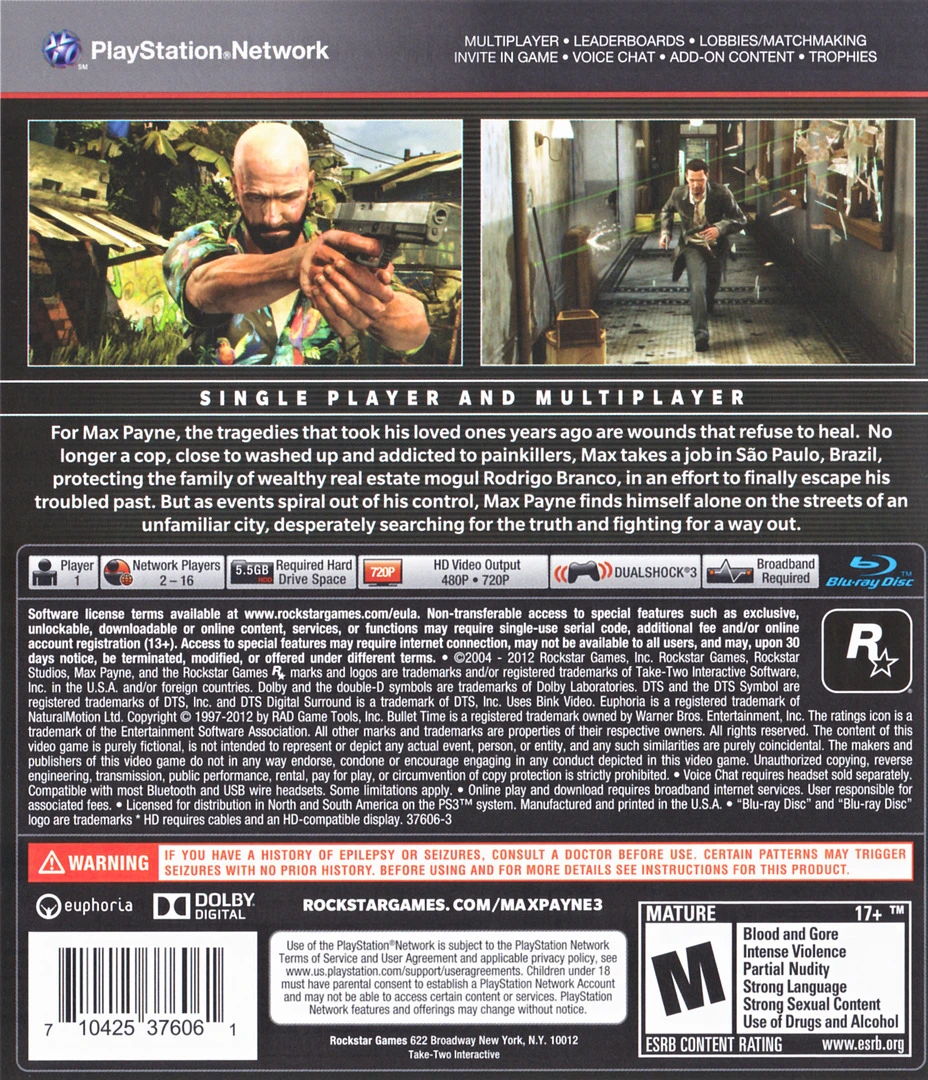 PlayStation®Network
SM
MULTIPLAYER • LEADERBOARDS • LOBBIES/MATCHMAKING
INVITE IN GAME • VOICE CHAT • ADD-ON CONTENT • TROPHIES
SINGLE PLAYER AND MULTIPLAYER
For Max Payne, the tragedies that took his loved ones years ago are wounds that refuse to heal. No
longer a cop, close to washed up and addicted to painkillers, Max takes a job in São Paulo, Brazil,
protecting the family of wealthy real estate mogul Rodrigo Branco, in an effort to finally escape his
troubled past. But as events spiral out of his control, Max Payne finds himself alone on the streets of an
unfamiliar city, desperately searching for the truth and fighting for a way out.
Player
1
Network Players
2 – 16
5.5GB
HDD
Required Hard
Drive Space
720P
HD Video Output
480P • 720P
DUALSHOCK®3
Broadband
Required
Blu-ray Disc™
Software license terms available at www.rockstargames.com/eula. Non-transferable access to special features such as exclusive,
unlockable, downloadable or online content, services, or functions may require single-use serial code, additional fee and/or online
account registration (13+). Access to special features may require internet connection, may not be available to all users, and may, upon 30
days notice, be terminated, modified, or offered under different terms. • ©2004 - 2012 Rockstar Games, Inc. Rockstar Games, Rockstar
Studios, Max Payne, and the Rockstar Games R★ marks and logos are trademarks and/or registered trademarks of Take-Two Interactive Software,
Inc. in the U.S.A. and/or foreign countries. Dolby and the double-D symbols are trademarks of Dolby Laboratories. DTS and the DTS Symbol are
registered trademarks of DTS, Inc. and DTS Digital Surround is a trademark of DTS, Inc. Uses Bink Video. Euphoria is a registered trademark of
NaturalMotion Ltd. Copyright © 1997-2012 by RAD Game Tools, Inc. Bullet Time is a registered trademark owned by Warner Bros. Entertainment, Inc. The ratings icon is a
trademark of the Entertainment Software Association. All other marks and trademarks are properties of their respective owners. All rights reserved. The content of this
video game is purely fictional, is not intended to represent or depict any actual event, person, or entity, and any such similarities are purely coincidental. The makers and
publishers of this video game do not in any way endorse, condone or encourage engaging in any conduct depicted in this video game. Unauthorized copying, reverse
engineering, transmission, public performance, rental, pay for play, or circumvention of copy protection is strictly prohibited. • Voice Chat requires headset sold separately.
Compatible with most Bluetooth and USB wire headsets. Some limitations apply. • Online play and download requires broadband internet services. User responsible for
associated fees. • Licensed for distribution in North and South America on the PS3™ system. Manufactured and printed in the U.S.A. • “Blu-ray Disc” and “Blu-ray Disc”
logo are trademarks * HD requires cables and an HD-compatible display. 37606-3
R★®
WARNING
IF YOU HAVE A HISTORY OF EPILEPSY OR SEIZURES, CONSULT A DOCTOR BEFORE USE. CERTAIN PATTERNS MAY TRIGGER
SEIZURES WITH NO PRIOR HISTORY. BEFORE USING AND FOR MORE DETAILS SEE INSTRUCTIONS FOR THIS PRODUCT.
euphoria
DOLBY
DIGITAL
ROCKSTARGAMES.COM/MAXPAYNE3
Use of the PlayStation®Network is subject to the PlayStation Network
Terms of Service and User Agreement and applicable privacy policy, see
www.us.playstation.com/support/useragreements. Children under 18
must have parental consent to establish a PlayStation Network Account
and may not be able to access certain content or services. PlayStation
Network features and offerings may change without notice.
Rockstar Games 622 Broadway New York, N.Y. 10012
Take-Two Interactive
7 10425 37606 1
MATURE 17+ ™
M
Blood and Gore
Intense Violence
Partial Nudity
Strong Language
Strong Sexual Content
Use of Drugs and Alcohol
ESRB CONTENT RATING www.esrb.org